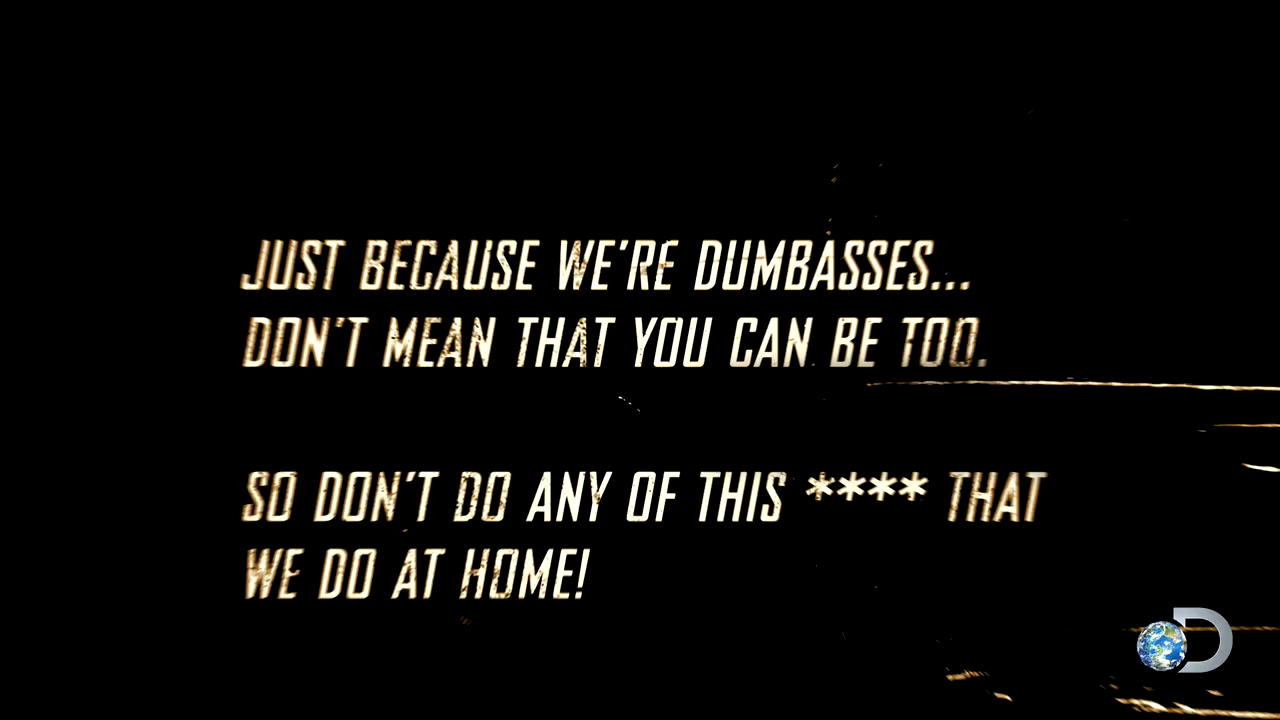 JUST BECAUSE WE'RE DUMBASSES...
DON'T MEAN THAT YOU CAN BE TOO.
SO DON'T DO ANY OF THIS **** THAT
WE DO AT HOME!
D